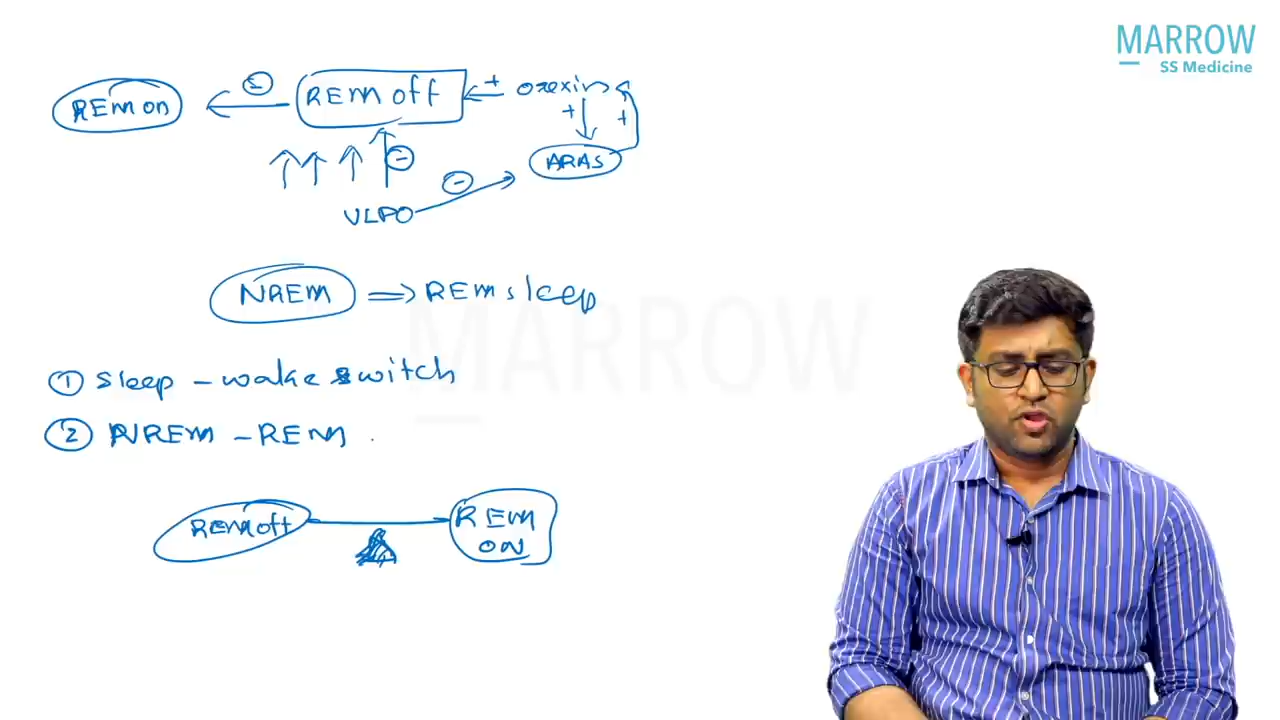 MARROW
SS Medicine
REM on
REM off
+
orexin
+
+
ARAS
-
-
VLPO
NREM ⇒ REM sleep
MARROW
① Sleep - wake switch
② NREM - REM
REM off
REM
ON